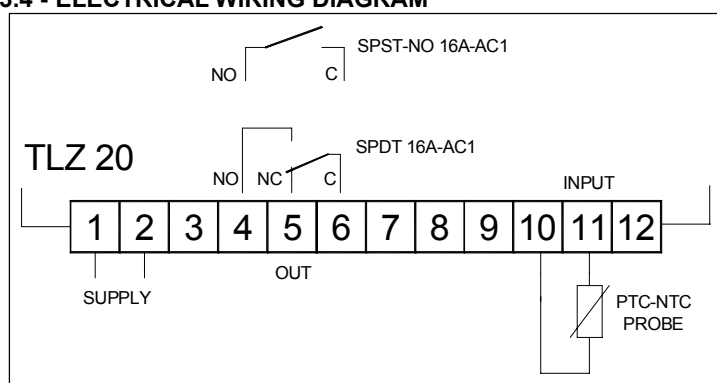 3.4 - ELECTRICAL WIRING DIAGRAM
SPST-NO 16A-AC1
NO C
SPDT 16A-AC1
TLZ 20
NO NC C
INPUT
1 2 3 4 5 6 7 8 9 10 11 12
OUT
SUPPLY
PTC-NTC
PROBE